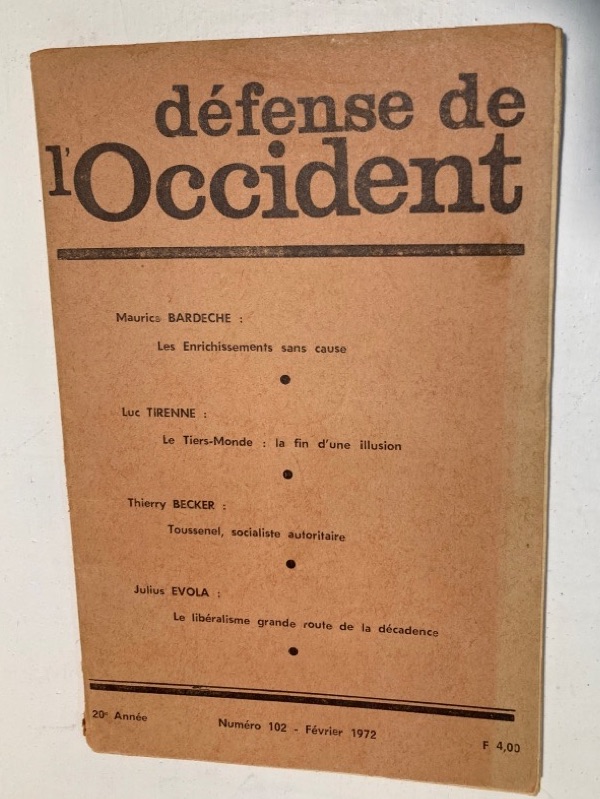 défense de
l'Occident
Maurice BARDECHE :
Les Enrichissements sans cause
Luc TIRENNE :
Le Tiers-Monde : la fin d'une illusion
Thierry BECKER :
Toussenel, socialiste autoritaire
Julius EVOLA :
Le libéralisme grande route de la décadence
20e Année
Numéro 102 - Février 1972
F 4,00